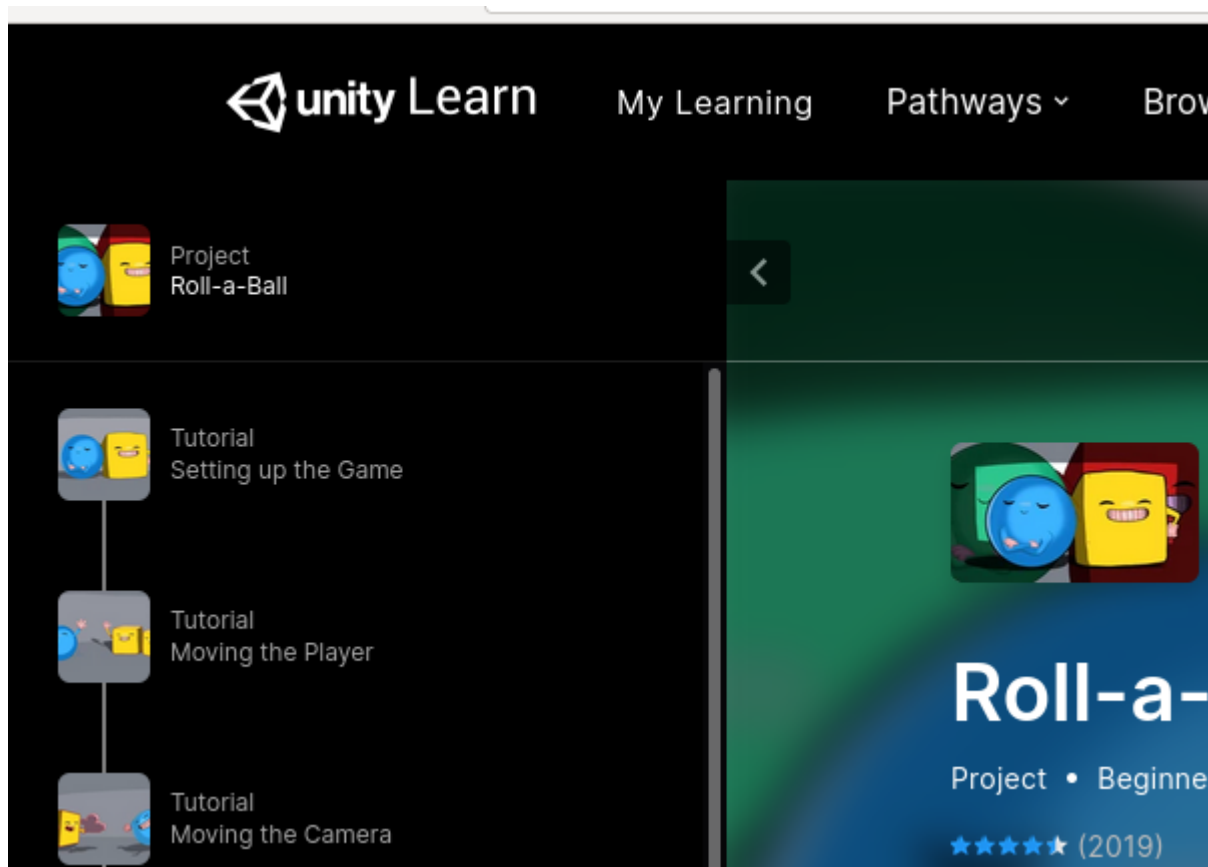 unity Learn
My Learning
Pathways
Project
Roll-a-Ball
Tutorial
Setting up the Game
Tutorial
Moving the Player
Tutorial
Moving the Camera
Roll-a-
Project • Beginne
(2019)